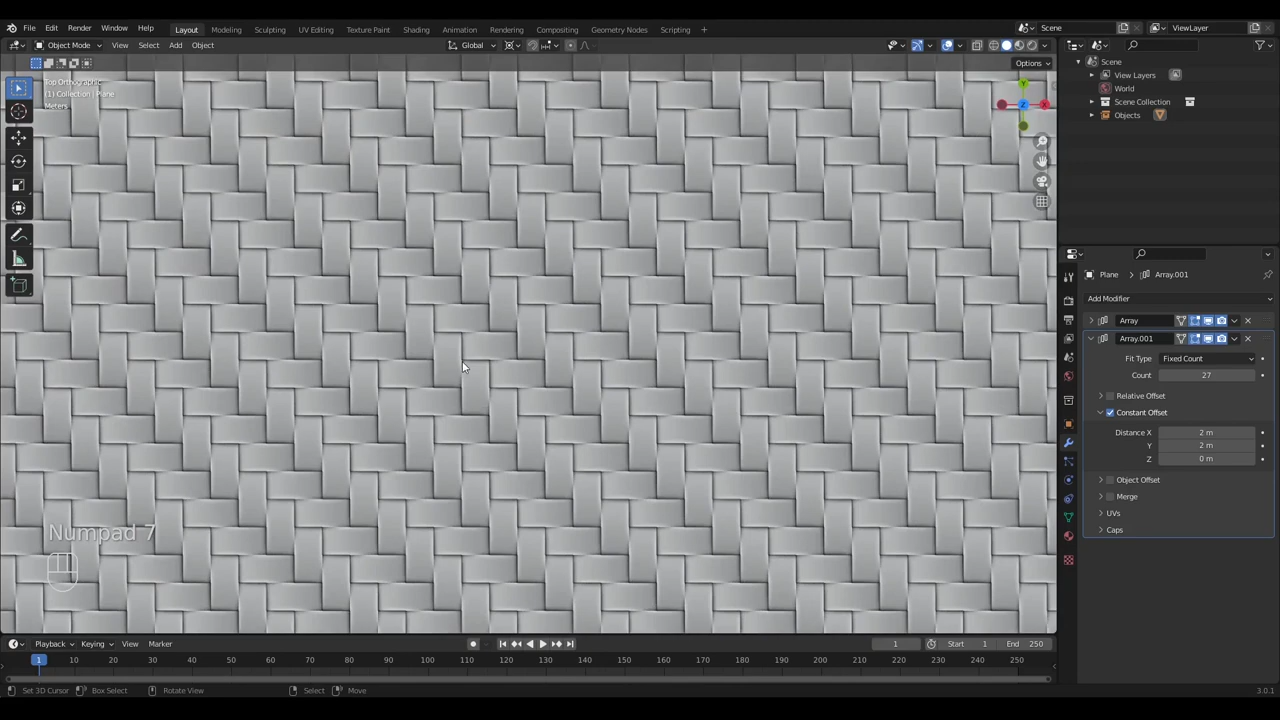 File Edit Render Window Help Layout Modeling Sculpting UV Editing Texture Paint Shading Animation Rendering Compositing Geometry Nodes Scripting + Scene ViewLayer
Object Mode View Select Add Object Global
Options
Top Orthographic
(1) Collection | Plane
Meters
Y
X
Z
Scene
View Layers
World
Scene Collection
Objects
Plane > Array.001
Add Modifier
Array
Array.001
Fit Type Fixed Count
Count 27
Relative Offset
Constant Offset
Distance X 2 m
Y 2 m
Z 0 m
Object Offset
Merge
UVs
Caps
Numpad 7
Playback Keying View Marker 1 Start 1 End 250
1 10 20 30 40 50 60 70 80 90 100 110 120 130 140 150 160 170 180 190 200 210 220 230 240 250
Set 3D Cursor Box Select Rotate View Select Move 3.0.1